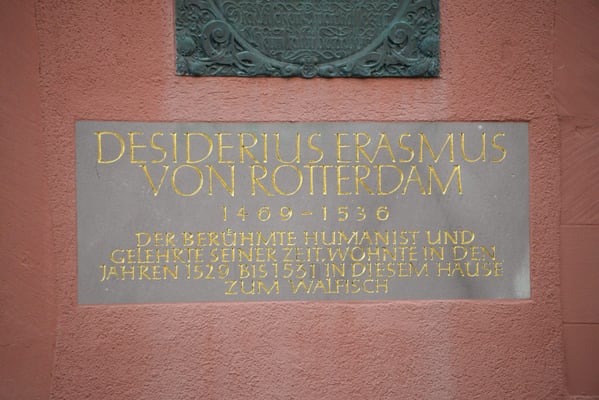 DESIDERIUS ERASMUS
VON ROTTERDAM
1469-1536
DER BERÜHMTE HUMANIST UND
GELEHRTE SEINER ZEIT, WOHNTE IN DEN
JAHREN 1529 BIS 1531 IN DIESEM HAUSE
ZUM WALFISCH